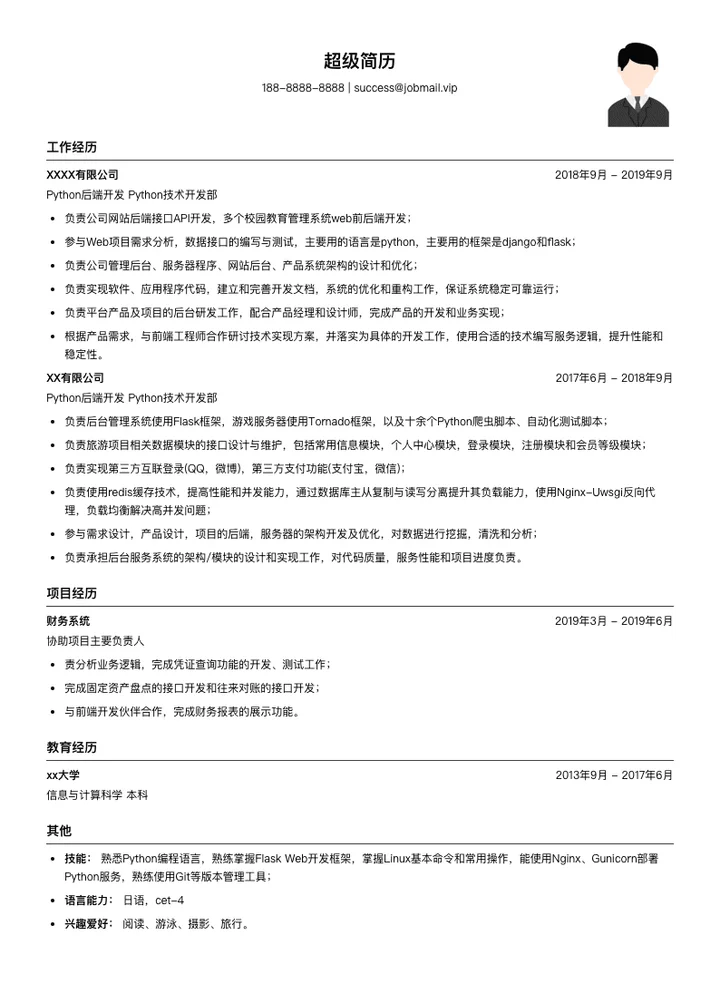 超级简历
188-8888-8888 | success@jobmail.vip
工作经历
XXXX有限公司 2018年9月 – 2019年9月
Python后端开发 Python技术开发部
• 负责公司网站后端接口API开发，多个校园教育管理系统web前后端开发；
• 参与Web项目需求分析，数据接口的编写与测试，主要用的语言是python，主要用的框架是django和flask；
• 负责公司管理后台、服务器程序、网站后台、产品系统架构的设计和优化；
• 负责实现软件、应用程序代码，建立和完善开发文档，系统的优化和重构工作，保证系统稳定可靠运行；
• 负责平台产品及项目的后台研发工作，配合产品经理和设计师，完成产品的开发和业务实现；
• 根据产品需求，与前端工程师合作研讨技术实现方案，并落实为具体的开发工作，使用合适的技术编写服务逻辑，提升性能和
稳定性。
XX有限公司 2017年6月 – 2018年9月
Python后端开发 Python技术开发部
• 负责后台管理系统使用Flask框架，游戏服务器使用Tornado框架，以及十余个Python爬虫脚本、自动化测试脚本；
• 负责旅游项目相关数据模块的接口设计与维护，包括常用信息模块，个人中心模块，登录模块，注册模块和会员等级模块；
• 负责实现第三方互联登录(QQ，微博)，第三方支付功能(支付宝，微信)；
• 负责使用redis缓存技术，提高性能和并发能力，通过数据库主从复制与读写分离提升其负载能力，使用Nginx-Uwsgi反向代
理，负载均衡解决高并发问题；
• 参与需求设计，产品设计，项目的后端，服务器的架构开发及优化，对数据进行挖掘，清洗和分析；
• 负责承担后台服务系统的架构/模块的设计和实现工作，对代码质量，服务性能和项目进度负责。
项目经历
财务系统 2019年3月 – 2019年6月
协助项目主要负责人
• 责分析业务逻辑，完成凭证查询功能的开发、测试工作；
• 完成固定资产盘点的接口开发和往来对账的接口开发；
• 与前端开发伙伴合作，完成财务报表的展示功能。
教育经历
xx大学 2013年9月 – 2017年6月
信息与计算科学 本科
其他
• 技能： 熟悉Python编程语言，熟练掌握Flask Web开发框架，掌握Linux基本命令和常用操作，能使用Nginx、Gunicorn部署
Python服务，熟练使用Git等版本管理工具；
• 语言能力： 日语，cet-4
• 兴趣爱好： 阅读、游泳、摄影、旅行。